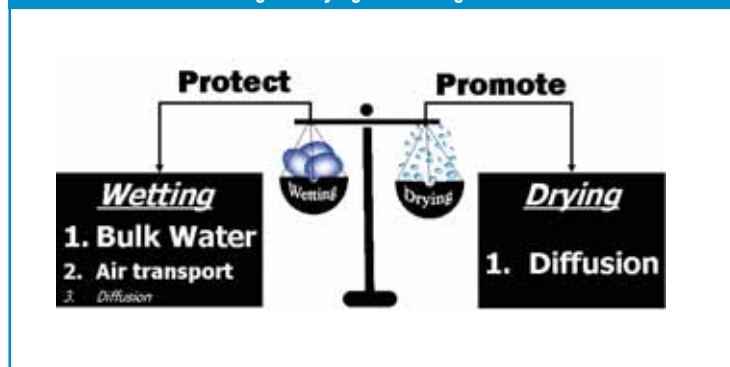 Protect
Promote
Wetting
Drying
Wetting
1. Bulk Water
2. Air transport
3. Diffusion
Drying
1. Diffusion